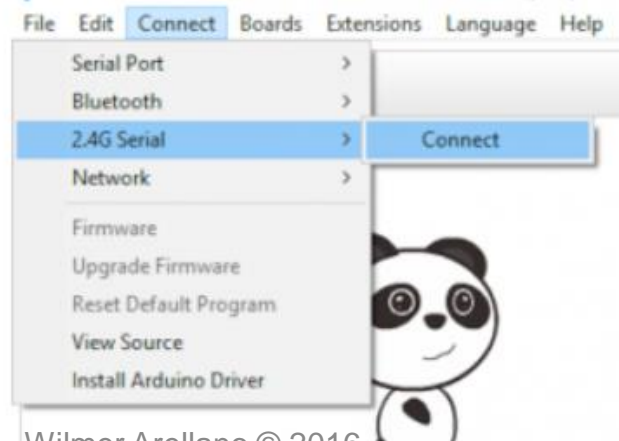 File Edit Connect Boards Extensions Language Help
Serial Port
Bluetooth
2.4G Serial Connect
Network
Firmware
Upgrade Firmware
Reset Default Program
View Source
Install Arduino Driver
Wilmer Arellano © 2016